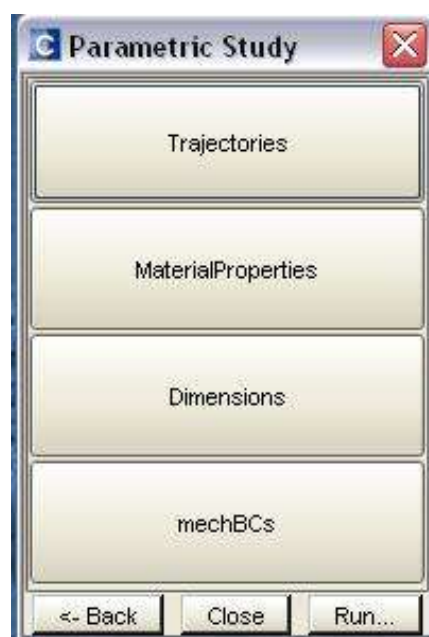 C Parametric Study
Trajectories
MaterialProperties
Dimensions
mechBCs
<- Back Close Run...